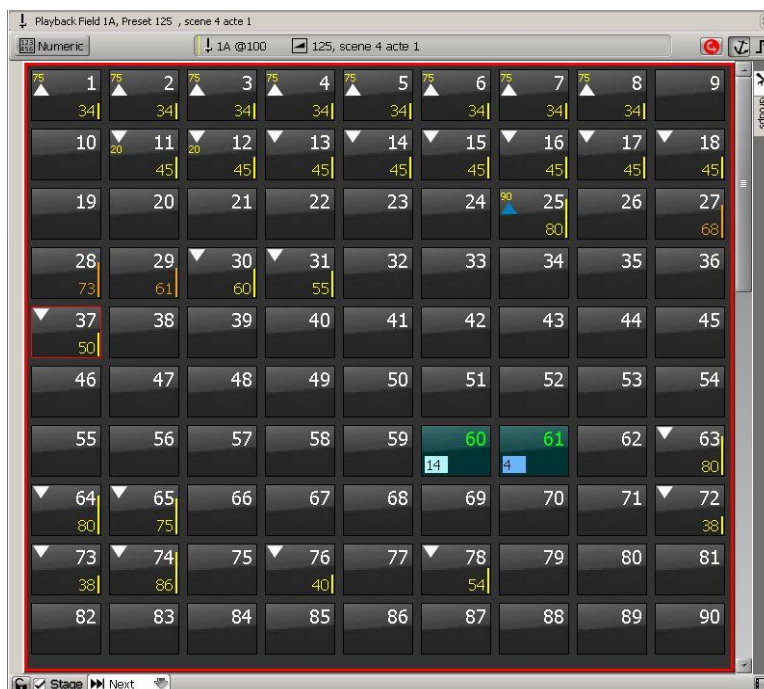 Playback Field 1A, Preset 125 , scene 4 acte 1
123 456 Numeric 1A @100 125, scene 4 acte 1
75 1 75 2 75 3 75 4 75 5 75 6 75 7 75 8 9
34 34 34 34 34 34 34 34
10 11 12 13 14 15 16 17 18
20 45 20 45 45 45 45 45 45 45
19 20 21 22 23 24 90 25 26 27
80 68
28 29 30 31 32 33 34 35 36
73 61 60 55
37 38 39 40 41 42 43 44 45
50
46 47 48 49 50 51 52 53 54
55 56 57 58 59 60 61 62 63
14 4 80
64 65 66 67 68 69 70 71 72
80 75 38
73 74 75 76 77 78 79 80 81
38 86 40 54
82 83 84 85 86 87 88 89 90
Stage Next